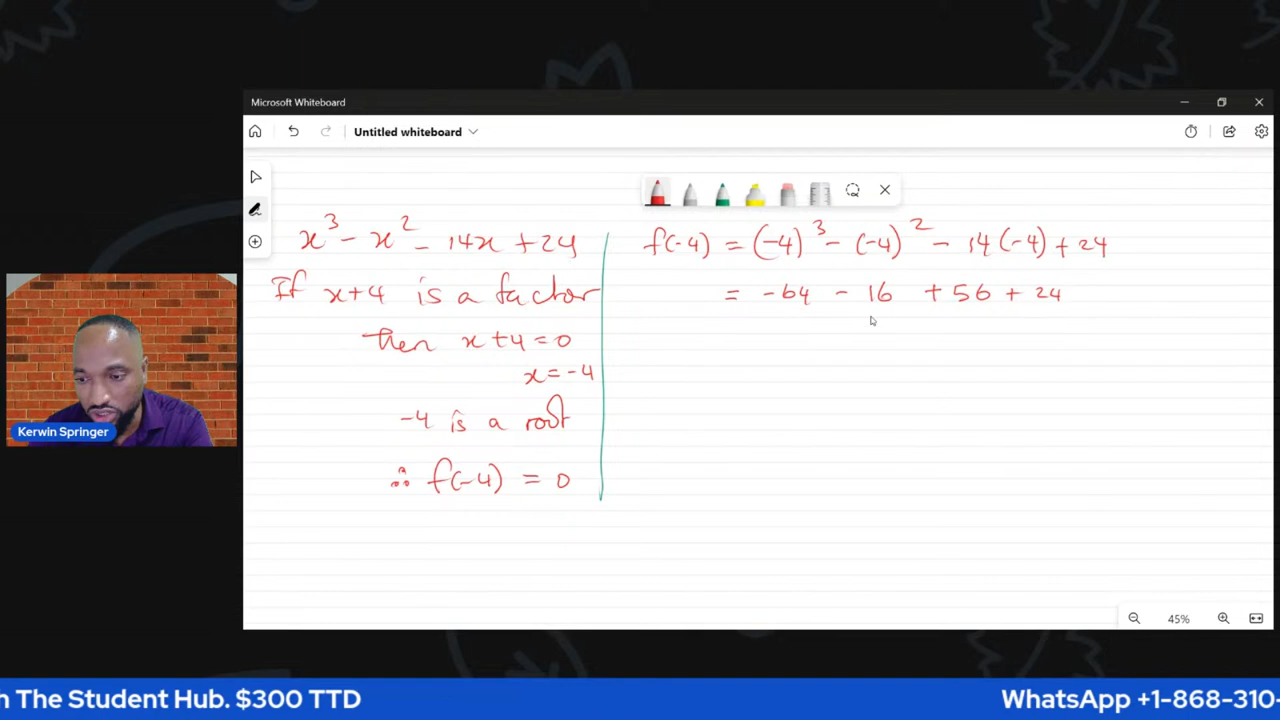 Microsoft Whiteboard
Untitled whiteboard
x³ - x² - 14x + 24
If x+4 is a factor
then x+4=0
x=-4
-4 is a root
∴ f(-4) = 0
f(-4) = (-4)³ - (-4)² - 14(-4) + 24
= -64 - 16 + 56 + 24
Kerwin Springer
45%
h The Student Hub. $300 TTD
WhatsApp +1-868-310-